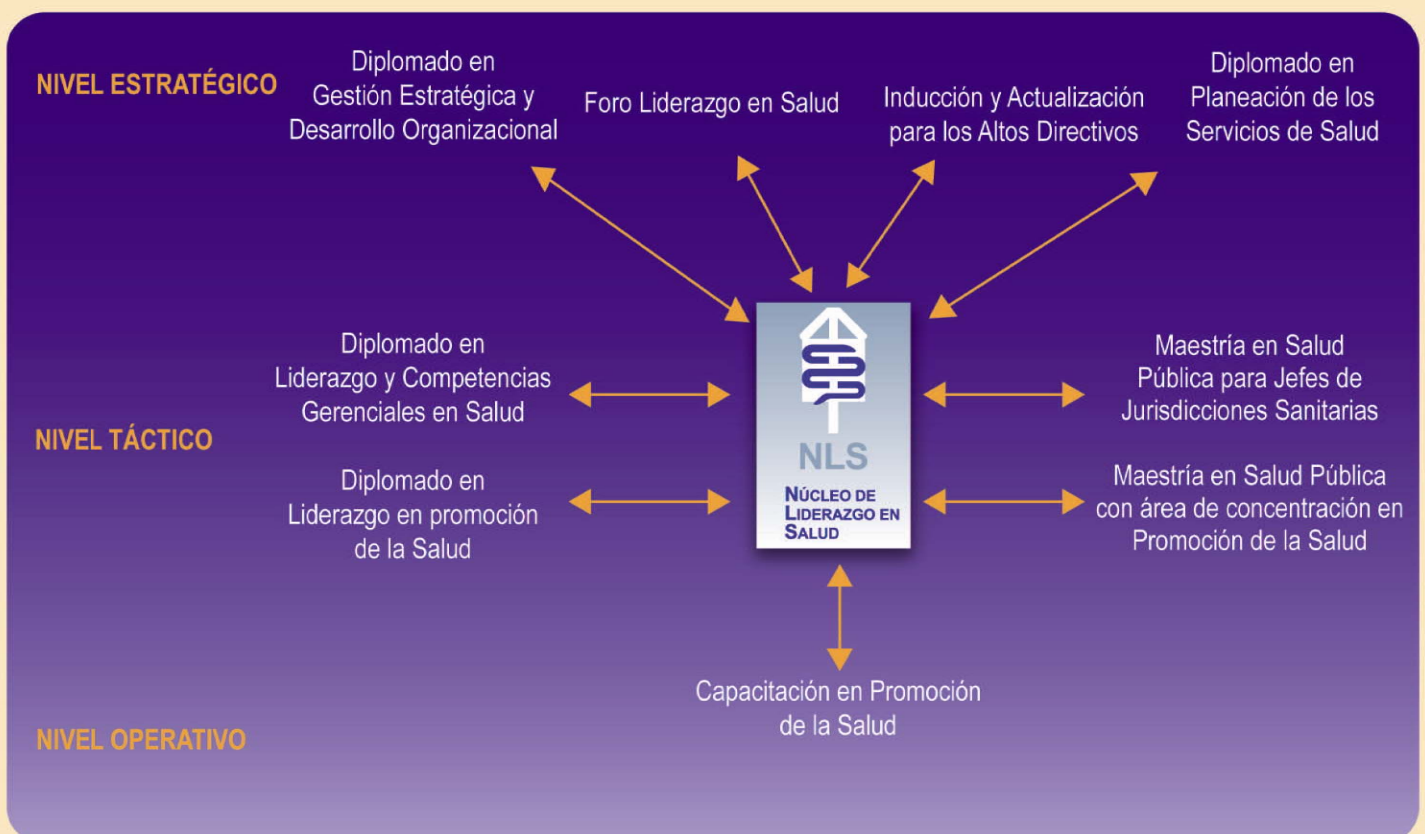 NIVEL ESTRATÉGICO
Diplomado en
Gestión Estratégica y
Desarrollo Organizacional
Foro Liderazgo en Salud
Inducción y Actualización
para los Altos Directivos
Diplomado en
Planeación de los
Servicios de Salud
NIVEL TÁCTICO
Diplomado en
Liderazgo y Competencias
Gerenciales en Salud
Diplomado en
Liderazgo en promoción
de la Salud
NLS
NÚCLEO DE
LIDERAZGO EN
SALUD
Maestría en Salud
Pública para Jefes de
Jurisdicciones Sanitarias
Maestría en Salud Pública
con área de concentración en
Promoción de la Salud
Capacitación en Promoción
de la Salud
NIVEL OPERATIVO